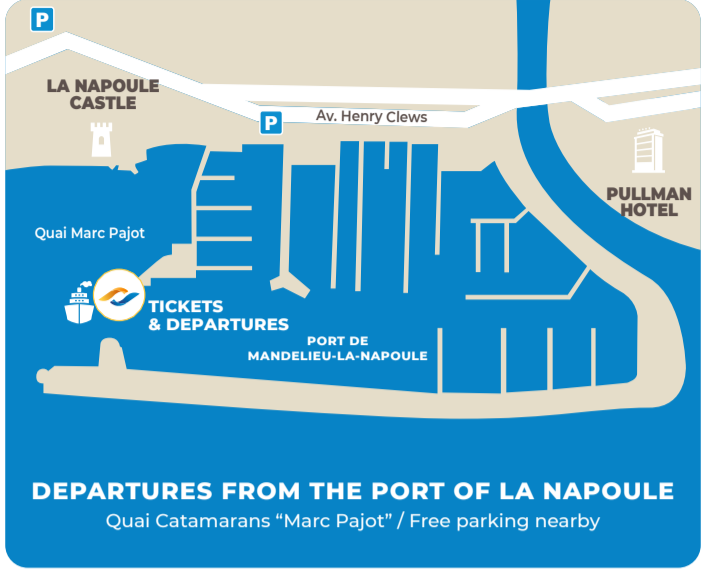 P
LA NAPOULE
CASTLE
P
Av. Henry Clews
PULLMAN
HOTEL
Quai Marc Pajot
TICKETS
& DEPARTURES
PORT DE
MANDELIEU-LA-NAPOULE
DEPARTURES FROM THE PORT OF LA NAPOULE
Quai Catamarans “Marc Pajot” / Free parking nearby